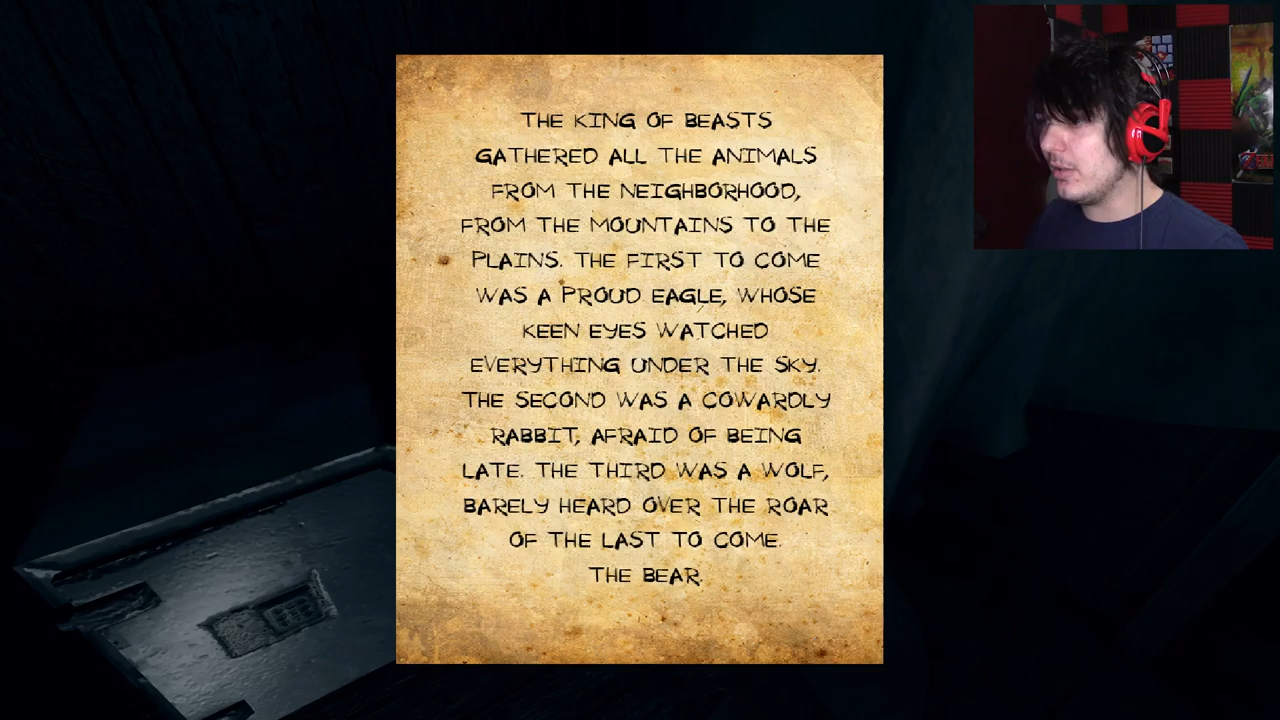 THE KING OF BEASTS
GATHERED ALL THE ANIMALS
FROM THE NEIGHBORHOOD,
FROM THE MOUNTAINS TO THE
PLAINS. THE FIRST TO COME
WAS A PROUD EAGLE, WHOSE
KEEN EYES WATCHED
EVERYTHING UNDER THE SKY.
THE SECOND WAS A COWARDLY
RABBIT, AFRAID OF BEING
LATE. THE THIRD WAS A WOLF,
BARELY HEARD OVER THE ROAR
OF THE LAST TO COME.
THE BEAR.